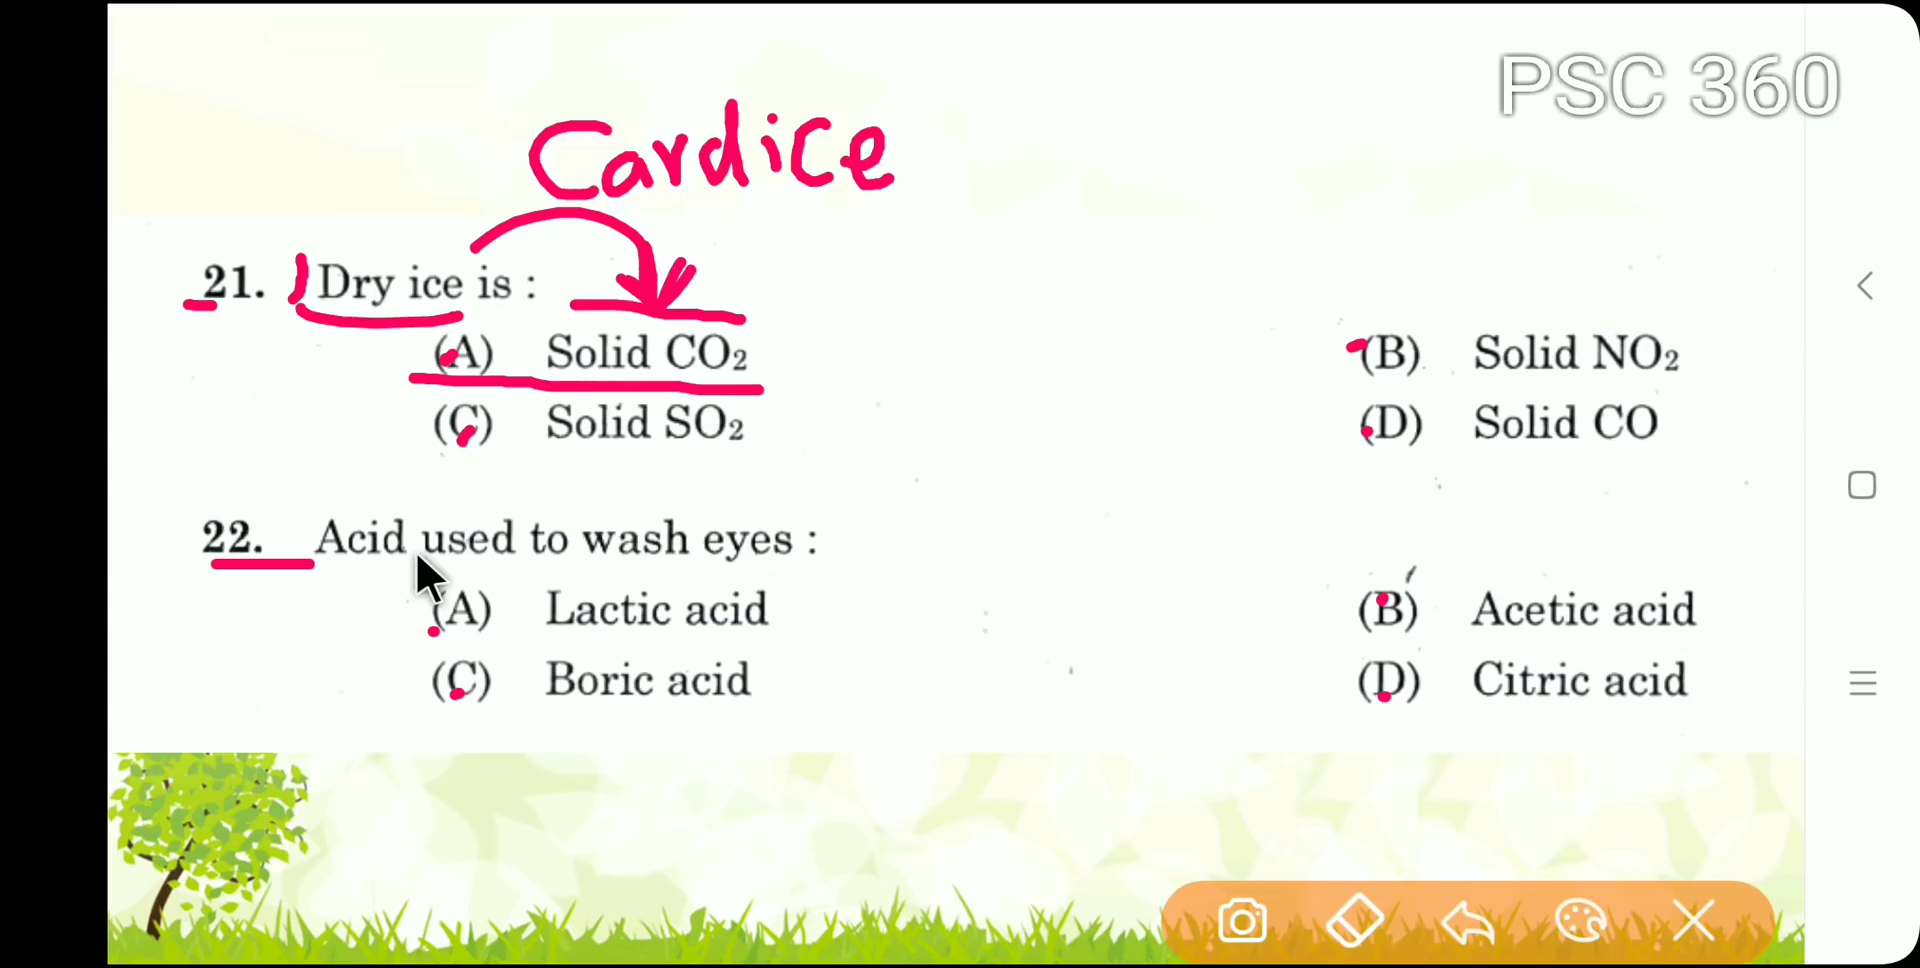 PSC 360
Cardice
21. Dry ice is :
(A) Solid CO₂ (B) Solid NO₂
(C) Solid SO₂ (D) Solid CO
22. Acid used to wash eyes :
(A) Lactic acid (B) Acetic acid
(C) Boric acid (D) Citric acid